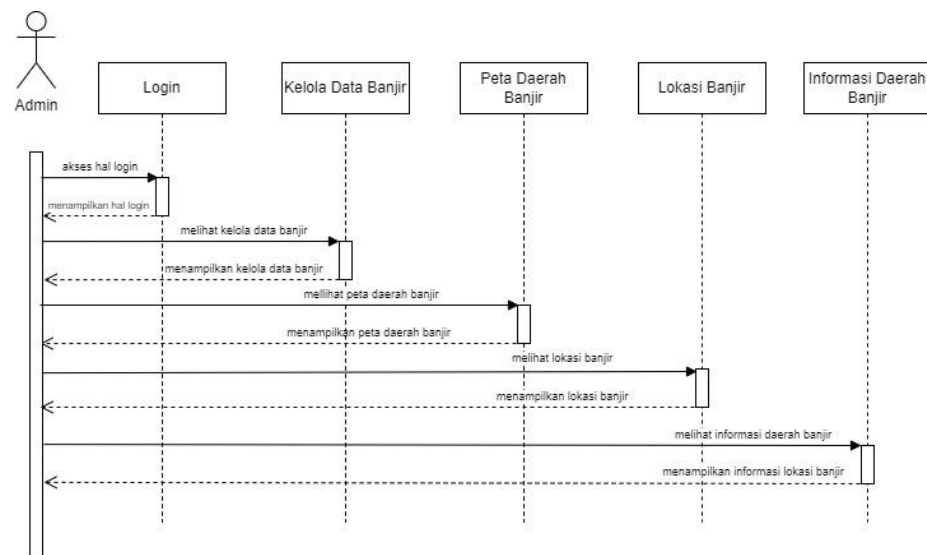 Admin
Login
Kelola Data Banjir
Peta Daerah
Banjir
Lokasi Banjir
Informasi Daerah
Banjir
akses hal login
menampilkan hal login
melihat kelola data banjir
menampilkan kelola data banjir
mellihat peta daerah banjir
menampilkan peta daerah banjir
melihat lokasi banjir
menampilkan lokasi banjir
melihat informasi daerah banjir
menampilkan informasi lokasi banjir